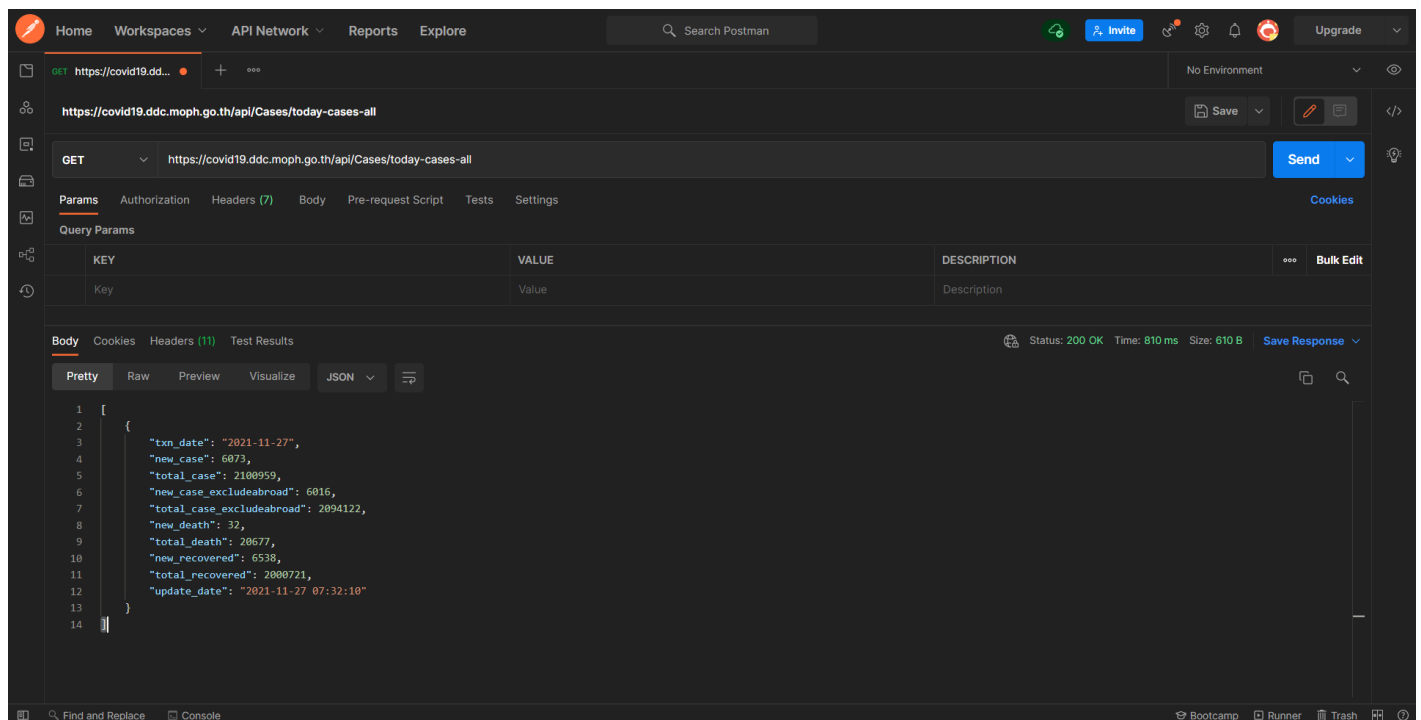 Home Workspaces API Network Reports Explore Search Postman Invite Upgrade
GET https://covid19.dd... No Environment
https://covid19.ddc.moph.go.th/api/Cases/today-cases-all Save
GET https://covid19.ddc.moph.go.th/api/Cases/today-cases-all Send
Params Authorization Headers (7) Body Pre-request Script Tests Settings Cookies
Query Params
KEY VALUE DESCRIPTION Bulk Edit
Key Value Description
Body Cookies Headers (11) Test Results Status: 200 OK Time: 810 ms Size: 610 B Save Response
Pretty Raw Preview Visualize JSON
1 [
2 {
3 "txn_date": "2021-11-27",
4 "new_case": 6073,
5 "total_case": 2100959,
6 "new_case_excludeabroad": 6016,
7 "total_case_excludeabroad": 2094122,
8 "new_death": 32,
9 "total_death": 20677,
10 "new_recovered": 6538,
11 "total_recovered": 2000721,
12 "update_date": "2021-11-27 07:32:10"
13 }
14 ]
Find and Replace Console Bootcamp Runner Trash